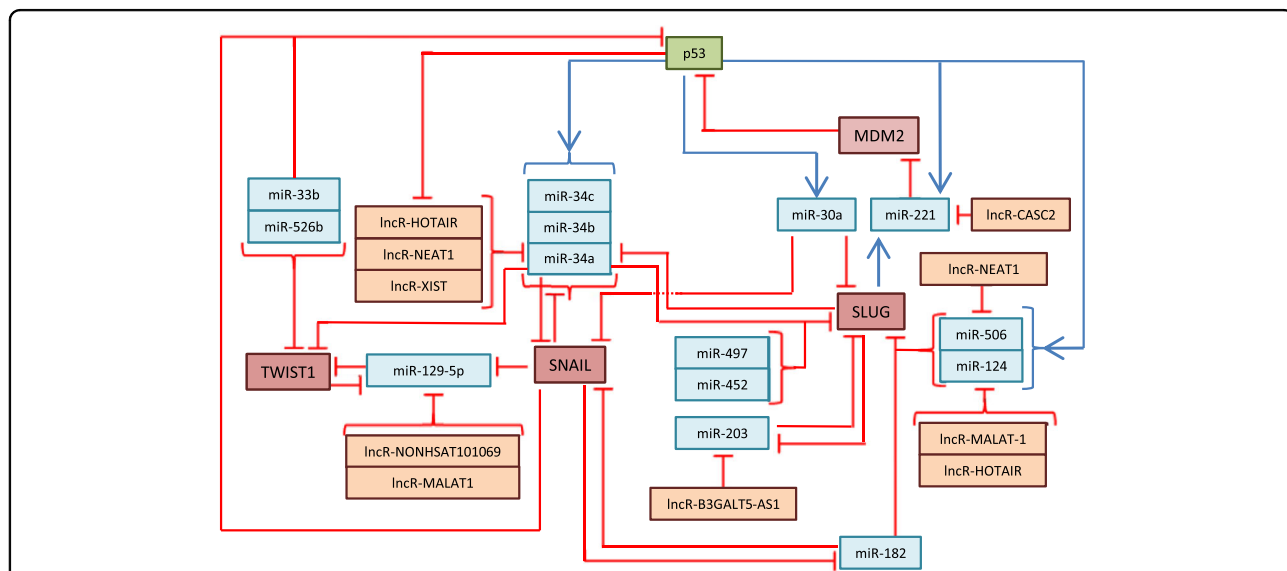 p53
MDM2
miR-33b
miR-526b
lncR-HOTAIR
lncR-NEAT1
lncR-XIST
miR-34c
miR-34b
miR-34a
miR-30a
miR-221
lncR-CASC2
lncR-NEAT1
SLUG
miR-506
miR-124
TWIST1
miR-129-5p
SNAIL
miR-497
miR-452
miR-203
lncR-NONHSAT101069
lncR-MALAT1
lncR-MALAT-1
lncR-HOTAIR
lncR-B3GALT5-AS1
miR-182